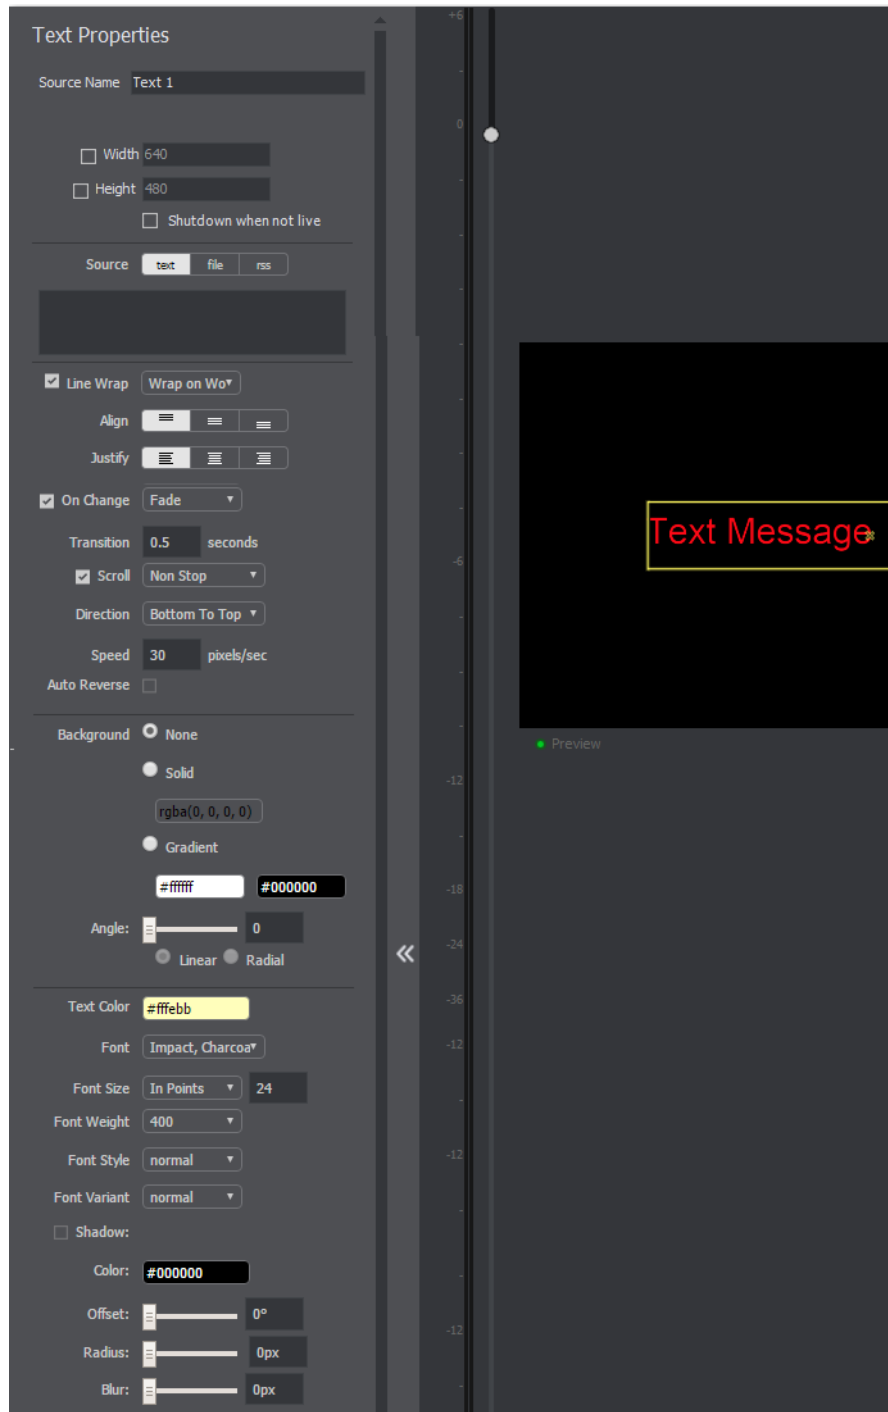 Text Properties
Source Name Text 1
Width 640
Height 480
Shutdown when not live
Source text file rss
Line Wrap Wrap on Wo
Align
Justify
On Change Fade
Transition 0.5 seconds
Scroll Non Stop
Direction Bottom To Top
Speed 30 pixels/sec
Auto Reverse
Background None
Solid
rgba(0, 0, 0, 0)
Gradient
#ffffff #000000
Angle: 0
Linear Radial
Text Color #fffebb
Font Impact, Charcoa
Font Size In Points 24
Font Weight 400
Font Style normal
Font Variant normal
Shadow:
Color: #000000
Offset: 0º
Radius: 0px
Blur: 0px
+6
-
0
-
-
-
-
-
-
-6
-
-
-
-12
-
-18
-24
-36
-12
-
-12
-
-
-12
-
Text Message
Preview